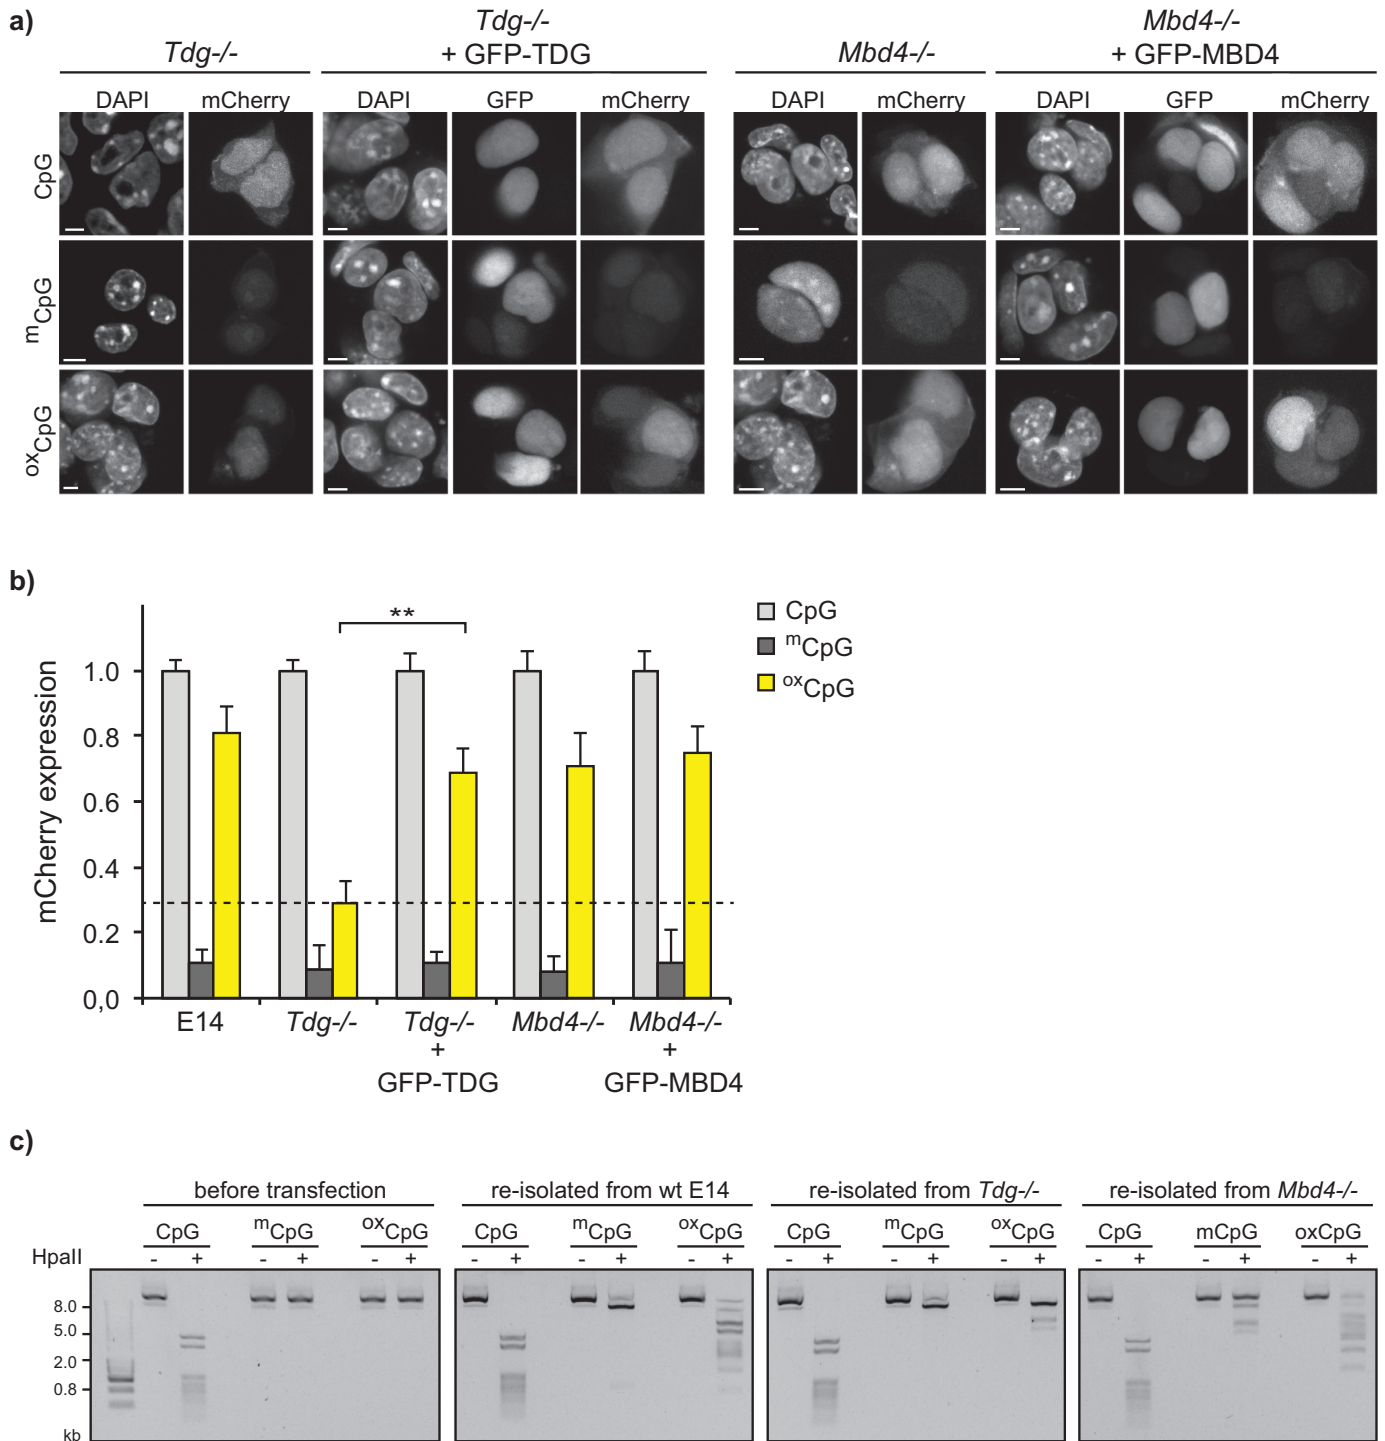 a)
Tdg-/-
Tdg-/-
+ GFP-TDG
Mbd4-/-
Mbd4-/-
+ GFP-MBD4
DAPI mCherry DAPI GFP mCherry DAPI mCherry DAPI GFP mCherry
CpG
mCpG
oxCpG
b)
**
CpG
mCpG
oxCpG
mCherry expression
1.0
0.8
0.6
0.4
0.2
0,0
E14 Tdg-/- Tdg-/- Mbd4-/- Mbd4-/-
+ +
GFP-TDG GFP-MBD4
c)
before transfection re-isolated from wt E14 re-isolated from Tdg-/- re-isolated from Mbd4-/-
CpG mCpG oxCpG CpG mCpG oxCpG CpG mCpG oxCpG CpG mCpG oxCpG
HpaII - + - + - + - + - + - + - + - + - + - + - + - +
8.0
5.0
2.0
0.8
kb